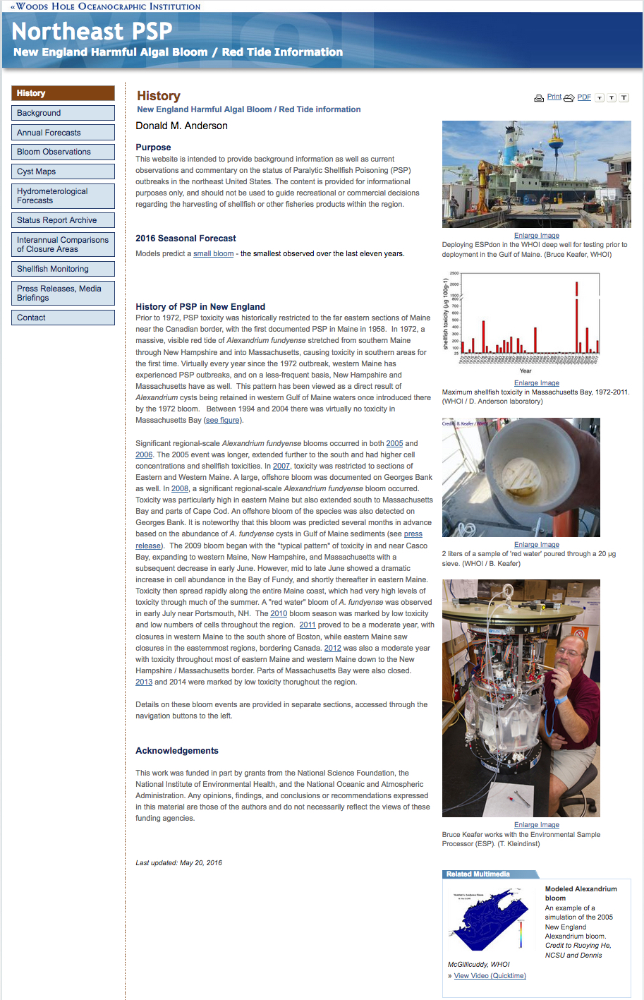 «Woods Hole Oceanographic Institution
Northeast PSP
New England Harmful Algal Bloom / Red Tide Information
History
Background
Annual Forecasts
Bloom Observations
Cyst Maps
Hydrometerological
Forecasts
Status Report Archive
Interannual Comparisons
of Closure Areas
Shellfish Monitoring
Press Releases, Media
Briefings
Contact
History
Print PDF T T T
New England Harmful Algal Bloom / Red Tide information
Donald M. Anderson
Purpose
This website is intended to provide background information as well as current
observations and commentary on the status of Paralytic Shellfish Poisoning (PSP)
outbreaks in the northeast United States. The content is provided for informational
purposes only, and should not be used to guide recreational or commercial decisions
regarding the harvesting of shellfish or other fisheries products within the region.
2016 Seasonal Forecast
Models predict a small bloom - the smallest observed over the last eleven years.
History of PSP in New England
Prior to 1972, PSP toxicity was historically restricted to the far eastern sections of Maine
near the Canadian border, with the first documented PSP in Maine in 1958. In 1972, a
massive, visible red tide of Alexandrium fundyense stretched from southern Maine
through New Hampshire and into Massachusetts, causing toxicity in southern areas for
the first time. Virtually every year since the 1972 outbreak, western Maine has
experienced PSP outbreaks, and on a less-frequent basis, New Hampshire and
Massachusetts have as well. This pattern has been viewed as a direct result of
Alexandrium cysts being retained in western Gulf of Maine waters once introduced there
by the 1972 bloom. Between 1994 and 2004 there was virtually no toxicity in
Massachusetts Bay (see figure).
Significant regional-scale Alexandrium fundyense blooms occurred in both 2005 and
2006. The 2005 event was longer, extended further to the south and had higher cell
concentrations and shellfish toxicities. In 2007, toxicity was restricted to sections of
Eastern and Western Maine. A large, offshore bloom was documented on Georges Bank
as well. In 2008, a significant regional-scale Alexandrium fundyense bloom occurred.
Toxicity was particularly high in eastern Maine but also extended south to Massachusetts
Bay and parts of Cape Cod. An offshore bloom of the species was also detected on
Georges Bank. It is noteworthy that this bloom was predicted several months in advance
based on the abundance of A. fundyense cysts in Gulf of Maine sediments (see press
release). The 2009 bloom began with the "typical pattern" of toxicity in and near Casco
Bay, expanding to western Maine, New Hampshire, and Massachusetts with a
subsequent decrease in early June. However, mid to late June showed a dramatic
increase in cell abundance in the Bay of Fundy, and shortly thereafter in eastern Maine.
Toxicity then spread rapidly along the entire Maine coast, which had very high levels of
toxicity through much of the summer. A "red water" bloom of A. fundyense was observed
in early July near Portsmouth, NH. The 2010 bloom season was marked by low toxicity
and low numbers of cells throughout the region. 2011 proved to be a moderate year, with
closures in western Maine to the south shore of Boston, while eastern Maine saw
closures in the easternmost regions, bordering Canada. 2012 was also a moderate year
with toxicity throughout most of eastern Maine and western Maine down to the New
Hampshire / Massachusetts border. Parts of Massachusetts Bay were also closed.
2013 and 2014 were marked by low toxicity thorughout the region.
Details on these bloom events are provided in separate sections, accessed through the
navigation buttons to the left.
Acknowledgements
This work was funded in part by grants from the National Science Foundation, the
National Institute of Environmental Health, and the National Oceanic and Atmospheric
Administration. Any opinions, findings, and conclusions or recommendations expressed
in this material are those of the authors and do not necessarily reflect the views of these
funding agencies.
Last updated: May 20, 2016
Enlarge Image
Deploying ESPdon in the WHOI deep well for testing prior to
deployment in the Gulf of Maine. (Bruce Keafer, WHOI)
shellfish toxicity (µg 100g-1)
2500
2000
1500
800
700
600
500
400
300
200
100
25
Year
Enlarge Image
Maximum shellfish toxicity in Massachusetts Bay, 1972-2011.
(WHOI / D. Anderson laboratory)
Credit: B. Keafer / WHOI
Enlarge Image
2 liters of a sample of 'red water' poured through a 20 µg
sieve. (WHOI / B. Keafer)
Enlarge Image
Bruce Keafer works with the Environmental Sample
Processor (ESP). (T. Kleindinst)
Related Multimedia
Modeled Alexandrium
bloom
An example of a
simulation of the 2005
New England
Alexandrium bloom.
Credit to Ruoying He,
NCSU and Dennis
McGillicuddy, WHOI
» View Video (Quicktime)